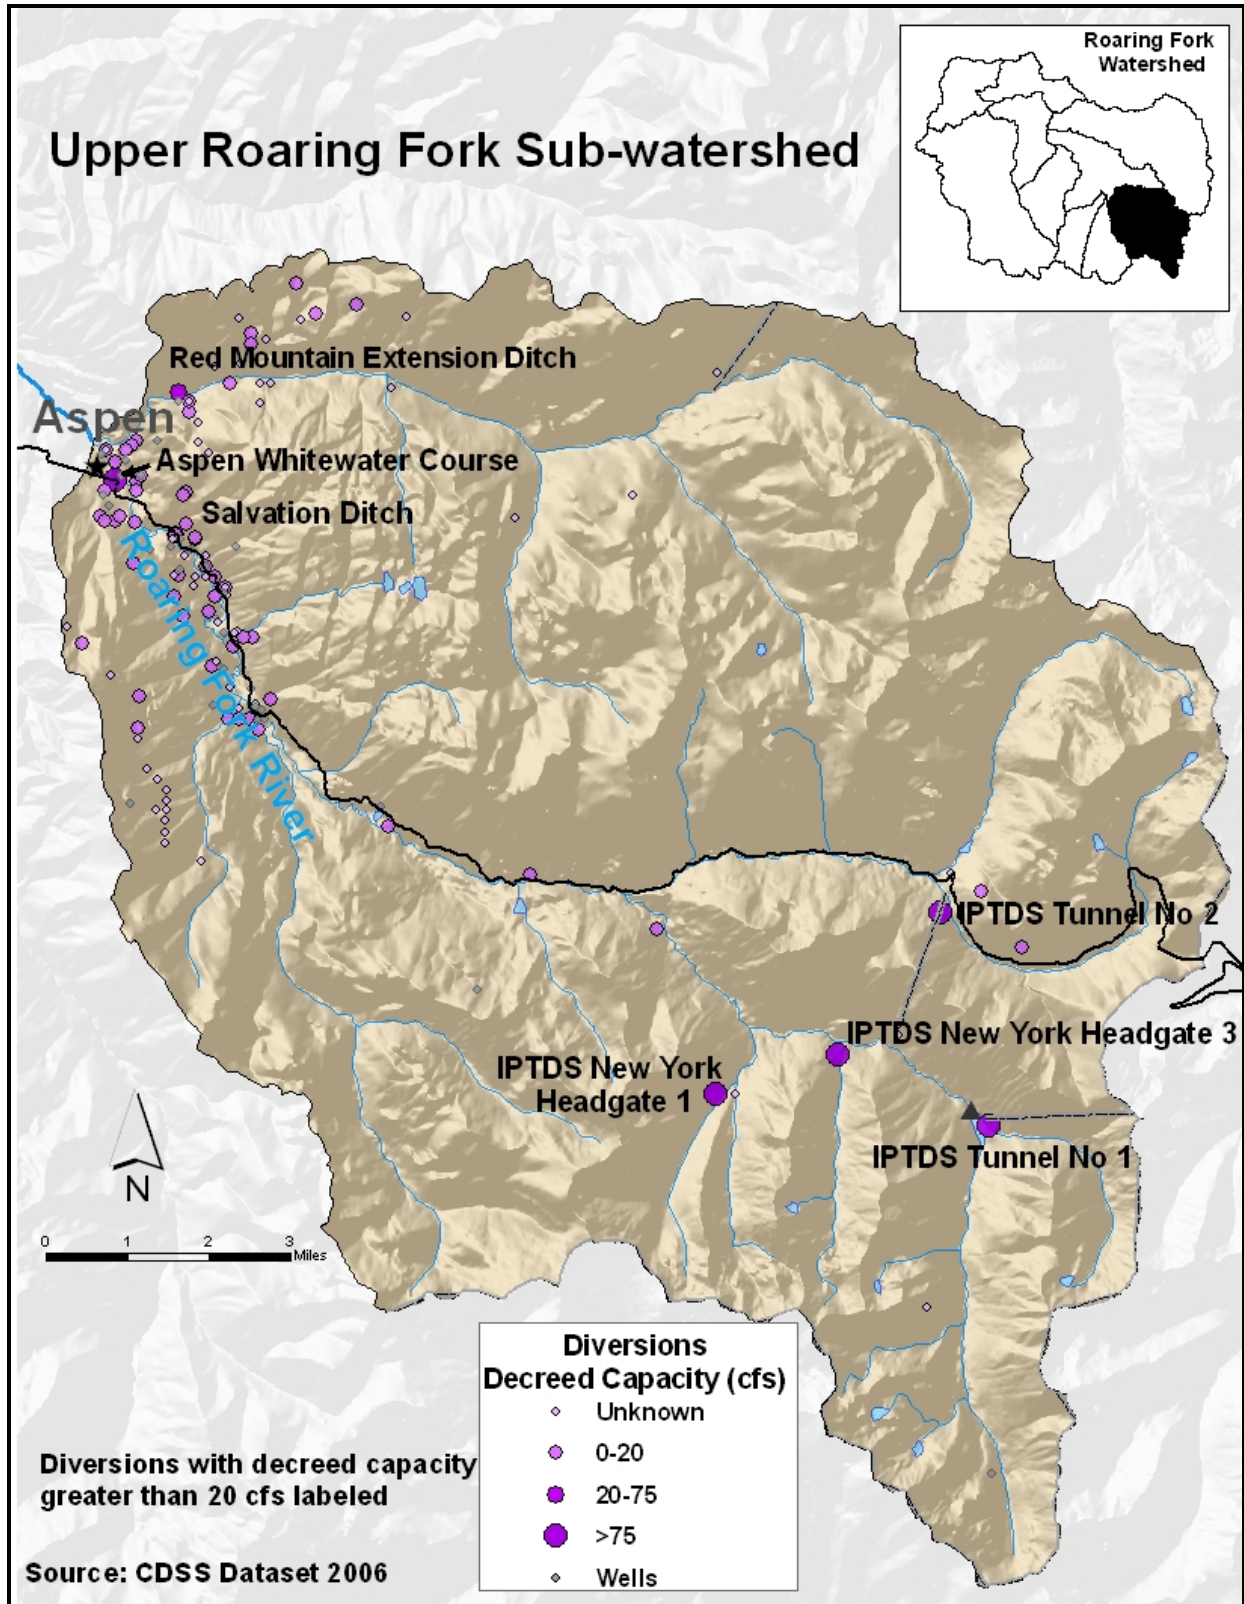 Roaring Fork
Watershed
Upper Roaring Fork Sub-watershed
Red Mountain Extension Ditch
Aspen
Aspen Whitewater Course
Salvation Ditch
Roaring Fork River
IPTDS Tunnel No 2
IPTDS New York Headgate 3
IPTDS New York
Headgate 1
IPTDS Tunnel No 1
N
0 1 2 3
Miles
Diversions
Decreed Capacity (cfs)
Unknown
0-20
20-75
>75
Wells
Diversions with decreed capacity
greater than 20 cfs labeled
Source: CDSS Dataset 2006